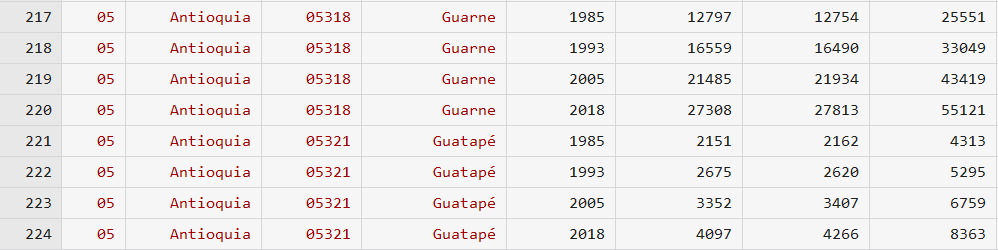 217 05 Antioquia 05318 Guarne 1985 12797 12754 25551
218 05 Antioquia 05318 Guarne 1993 16559 16490 33049
219 05 Antioquia 05318 Guarne 2005 21485 21934 43419
220 05 Antioquia 05318 Guarne 2018 27308 27813 55121
221 05 Antioquia 05321 Guatapé 1985 2151 2162 4313
222 05 Antioquia 05321 Guatapé 1993 2675 2620 5295
223 05 Antioquia 05321 Guatapé 2005 3352 3407 6759
224 05 Antioquia 05321 Guatapé 2018 4097 4266 8363